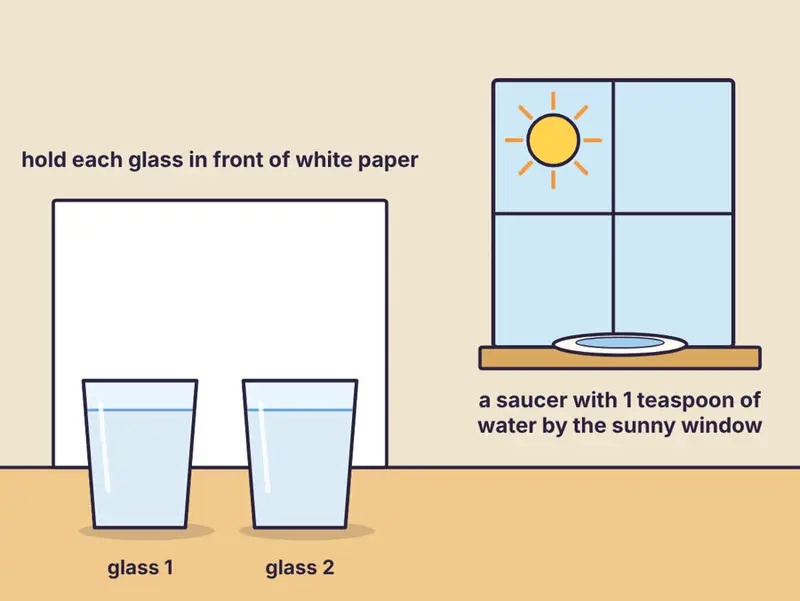 hold each glass in front of white paper
a saucer with 1 teaspoon of
water by the sunny window
glass 1
glass 2